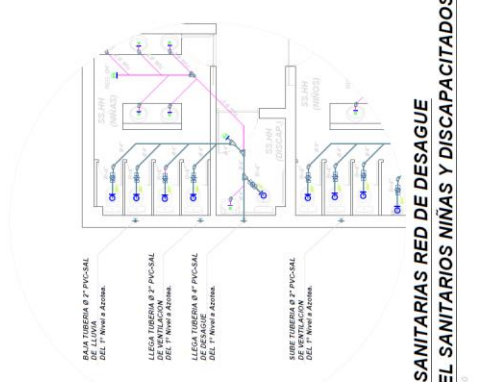 BAJA TUBERIA Ø 2" PVC-SAL
DE LLUVIA
DEL 1° Nivel a Azotea.
LLEGA TUBERIA Ø 2" PVC-SAL
DE VENTILACION
DEL 1° Nivel a Azotea.
LLEGA TUBERIA Ø 4" PVC-SAL
DE DESAGUE
DEL 1° Nivel a Azotea.
SUBE TUBERIA Ø 2" PVC-SAL
DE VENTILACION
DEL 1° Nivel a Azotea.
SS.HH
(NIÑAS)
SS.HH
(DISCAP.)
SS.HH
(NIÑOS)
SANITARIAS RED DE DESAGUE
EL SANITARIOS NIÑAS Y DISCAPACITADOS